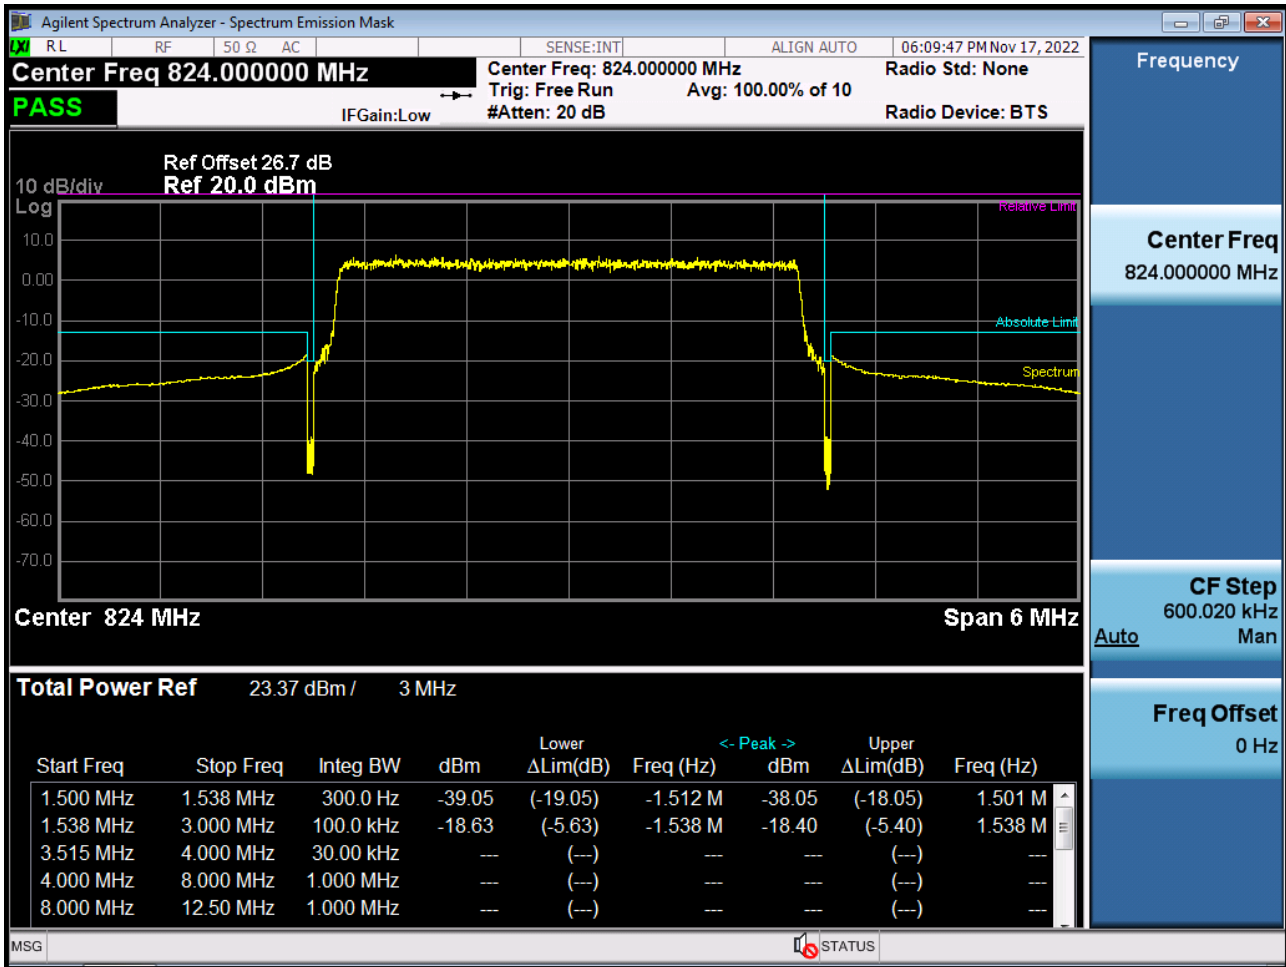 Agilent Spectrum Analyzer - Spectrum Emission Mask
LXI RL RF 50 Ω AC SENSE:INT ALIGN AUTO 06:09:47 PM Nov 17, 2022
Center Freq 824.000000 MHz Center Freq: 824.000000 MHz Radio Std: None
Trig: Free Run Avg: 100.00% of 10
PASS IFGain:Low #Atten: 20 dB Radio Device: BTS
Ref Offset 26.7 dB
10 dB/div Ref 20.0 dBm
Log
Relative Limit
10.0
0.00
-10.0
Absolute Limit
-20.0
Spectrum
-30.0
-40.0
-50.0
-60.0
-70.0
Center 824 MHz Span 6 MHz
Total Power Ref 23.37 dBm / 3 MHz
Lower <- Peak -> Upper
Start Freq Stop Freq Integ BW dBm ΔLim(dB) Freq (Hz) dBm ΔLim(dB) Freq (Hz)
1.500 MHz 1.538 MHz 300.0 Hz -39.05 (-19.05) -1.512 M -38.05 (-18.05) 1.501 M
1.538 MHz 3.000 MHz 100.0 kHz -18.63 (-5.63) -1.538 M -18.40 (-5.40) 1.538 M
3.515 MHz 4.000 MHz 30.00 kHz --- (---) --- --- (---) ---
4.000 MHz 8.000 MHz 1.000 MHz --- (---) --- --- (---) ---
8.000 MHz 12.50 MHz 1.000 MHz --- (---) --- --- (---) ---
MSG STATUS
Frequency
Center Freq
824.000000 MHz
CF Step
600.020 kHz
Auto Man
Freq Offset
0 Hz